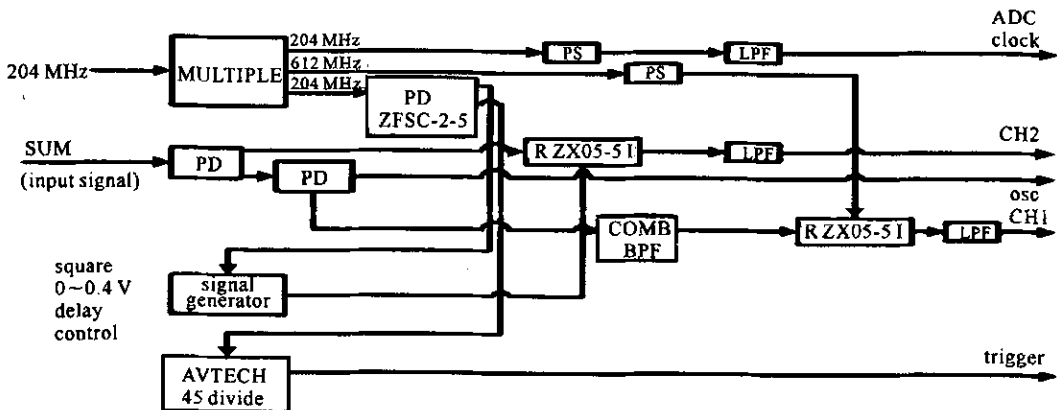 ADC
clock
204 MHz
MULTIPLE
204 MHz
612 MHz
204 MHz
PS
LPF
PS
PD
ZFSC-2-5
SUM
(input signal)
PD
PD
R ZX05-5 I
LPF
CH2
osc
CH1
COMB
BPF
R ZX05-5 I
LPF
square
0~0.4 V
delay
control
signal
generator
AVTECH
45 divide
trigger